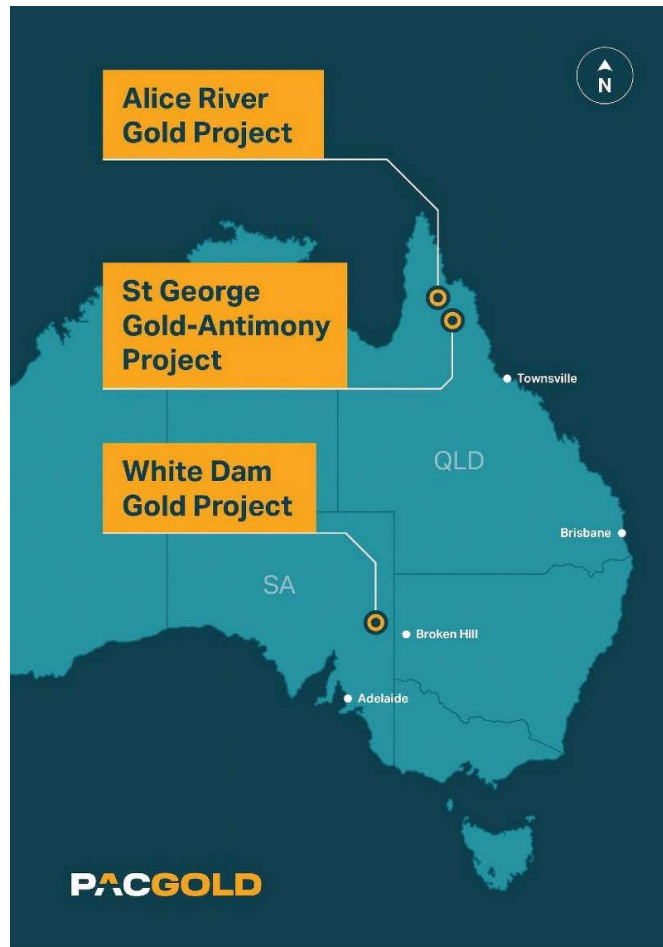 Alice River
Gold Project
N
St George
Gold-Antimony
Project
Townsville
White Dam
Gold Project
QLD
Brisbane
SA
Broken Hill
Adelaide
PACGOLD